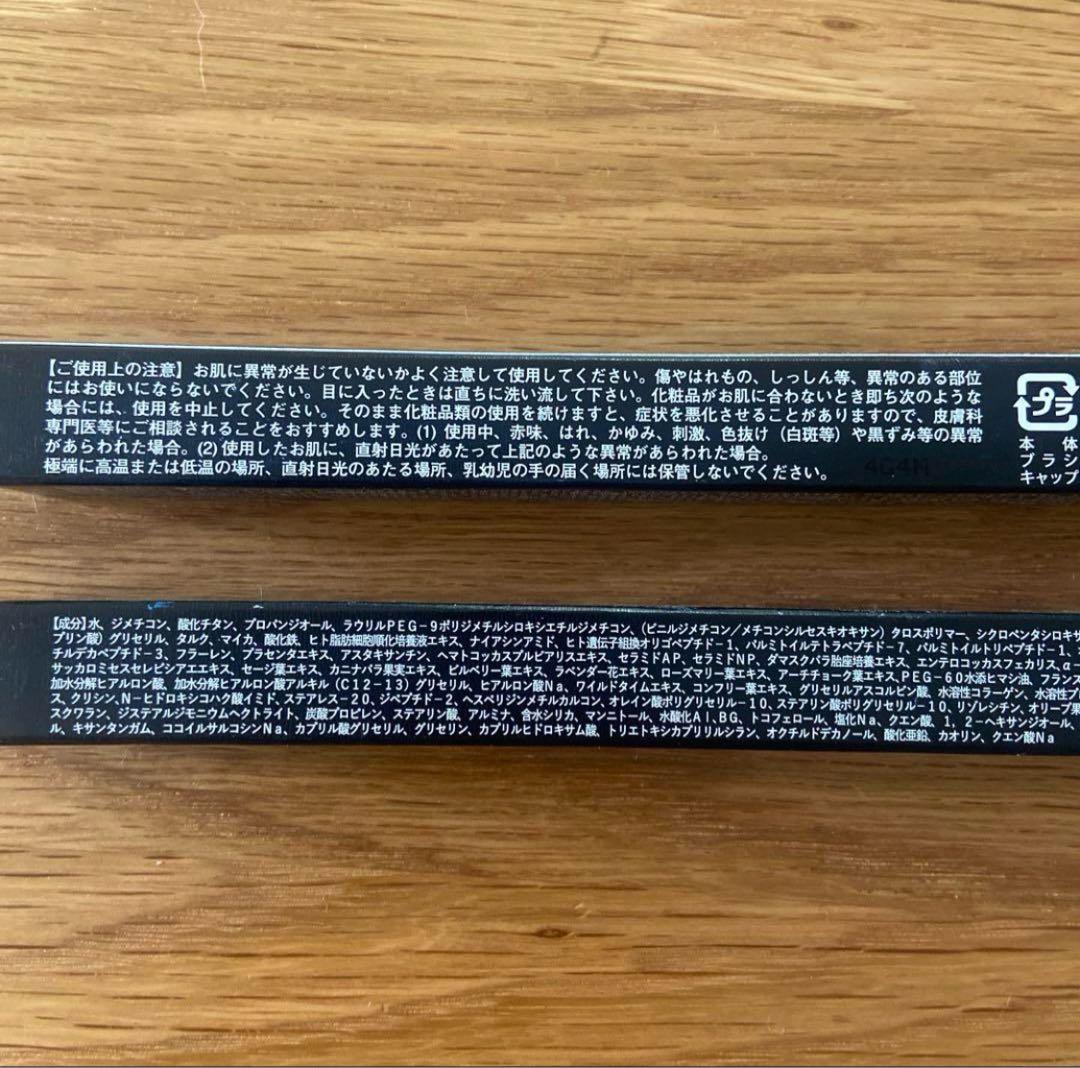 【ご使用上の注意】お肌に異常が生じていないかよく注意して使用してください。傷やはれもの、しっしん等、異常のある部位
にはお使いにならないでください。目に入ったときは直ちに洗い流して下さい。化粧品がお肌に合わないとき即ち次のような
場合には、使用を中止してください。そのまま化粧品類の使用を続けますと、症状を悪化させることがありますので、皮膚科
専門医等にご相談されることをおすすめします。(1) 使用中、赤味、はれ、かゆみ、刺激、色抜け（白斑等）や黒ずみ等の異常
があらわれた場合。(2) 使用したお肌に、直射日光があたって上記のような異常があらわれた場合。
極端に高温または低温の場所、直射日光のあたる場所、乳幼児の手の届く場所には保管しないでください。
4G4M
プラ
本体
ブラシ
キャップ
【成分】水、ジメチコン、酸化チタン、プロパンジオール、ラウリルPEG-9ポリジメチルシロキシエチルジメチコン、（ビニルジメチコン／メチコンシルセスキオキサン）クロスポリマー、シクロペンタシロキサ
プリン酸）グリセリル、タルク、マイカ、酸化鉄、ヒト脂肪細胞順化培養液エキス、ナイアシンアミド、ヒト遺伝子組換オリゴペプチド-1、パルミトイルテトラペプチド-7、パルミトイルトリペプチド-1、
チルデカペプチド-3、フラーレン、プラセンタエキス、アスタキサンチン、ヘマトコッカスプルビアリスエキス、セラミドAP、セラミドNP、ダマスクバラ胎座培養エキス、エンテロコッカスフェカリス、α-
サッカロミセスセレビシアエエキス、セージ葉エキス、カニナバラ果実エキス、ビルベリー葉エキス、ラベンダー花エキス、ローズマリー葉エキス、アーチチョーク葉エキス、PEG-60水添ヒマシ油、フランス
加水分解ヒアルロン酸、加水分解ヒアルロン酸アルキル（C12-13）グリセリル、ヒアルロン酸Na、ワイルドタイムエキス、コンフリー葉エキス、グリセリルアスコルビン酸、水溶性コラーゲン、水溶性プ
ス、クリシン、N-ヒドロキシコハク酸イミド、ステアレス-20、ジペプチド-2、ヘスペリジンメチルカルコン、オレイン酸ポリグリセリル-10、ステアリン酸ポリグリセリル-10、リゾレシチン、オリーブ果
スクワラン、ジステアルジモニウムヘクトライト、炭酸プロピレン、ステアリン酸、アルミナ、含水シリカ、マンニトール、水酸化Al、BG、トコフェロール、塩化Na、クエン酸、1,2-ヘキサンジオール、
ル、キサンタンガム、ココイルサルコシンNa、カプリル酸グリセリル、グリセリン、カプリルヒドロキサム酸、トリエトキシカプリリルシラン、オクチルドデカノール、酸化亜鉛、カオリン、クエン酸Na